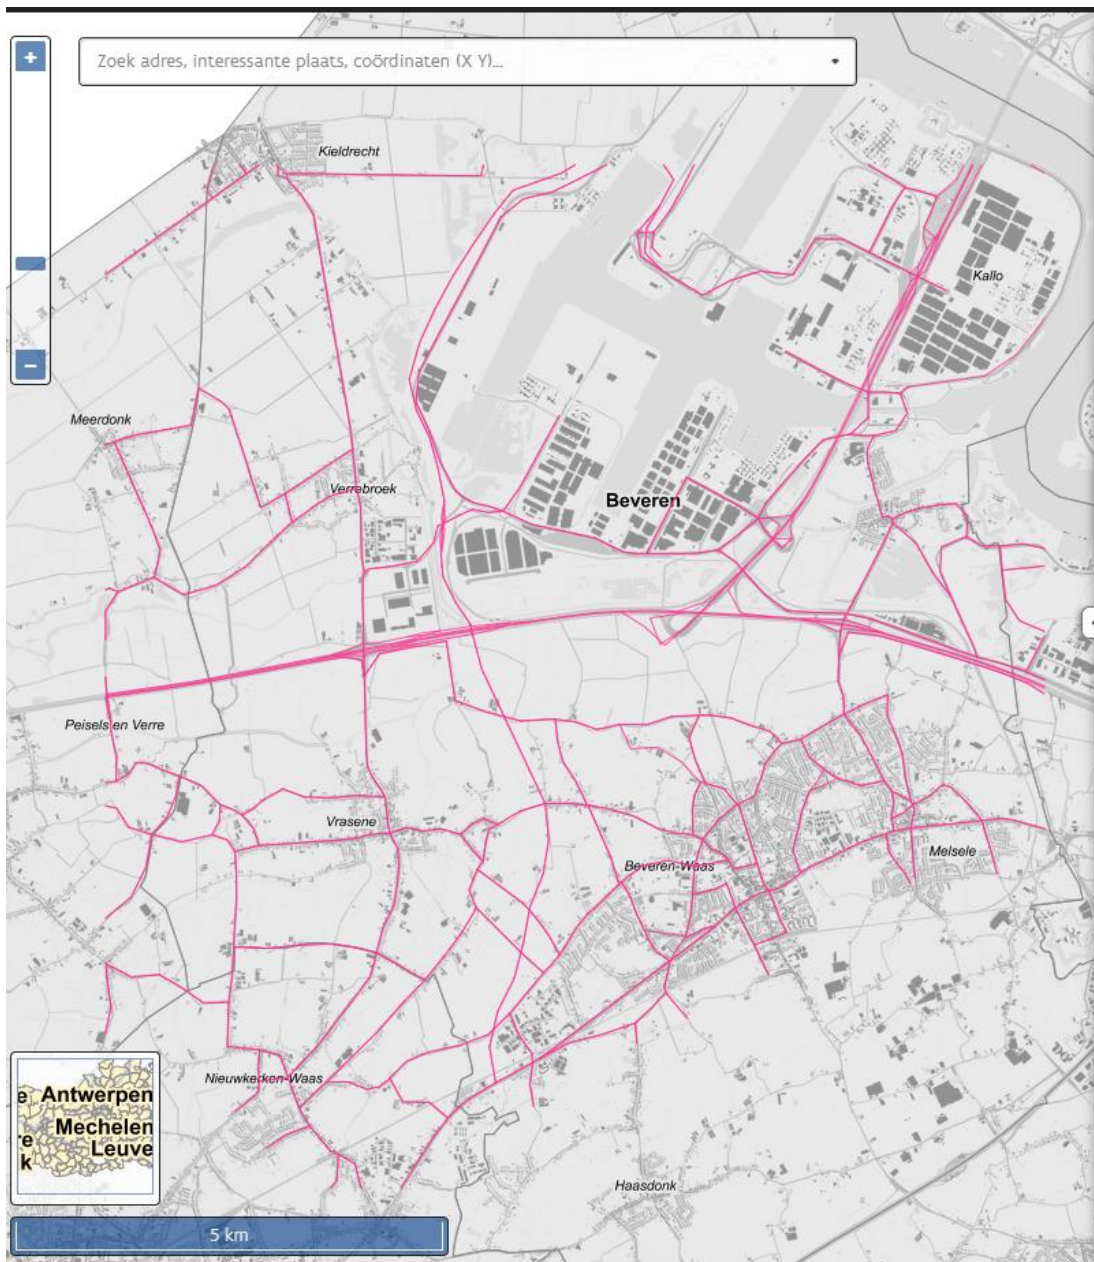 +
Zoek adres, interessante plaats, coördinaten (X Y)...
Kieldrecht
Kallo
−
Meerdonk
Verrebroek
Beveren
Peisels en Verre
Vrasene
Beveren-Waas
Melsele
Nieuwkerken-Waas
e Antwerpen
re Mechelen
k Leuve
Haasdonk
5 km